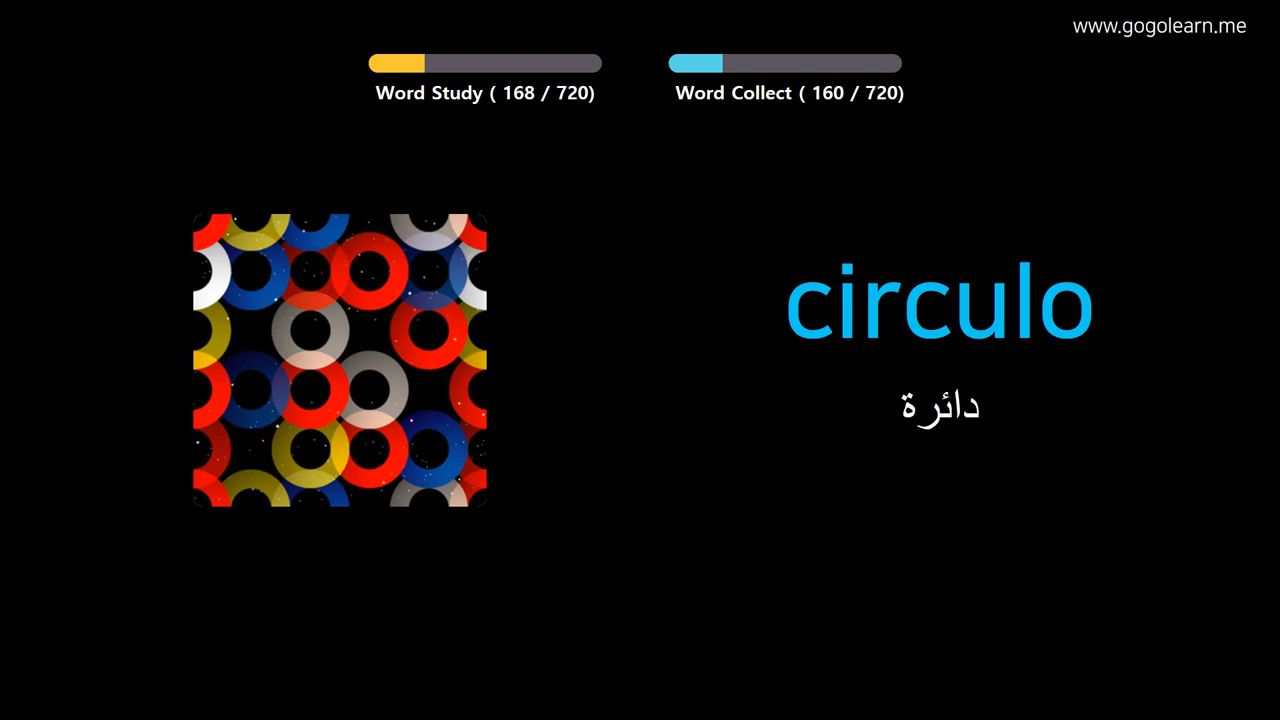 www.gogolearn.me
Word Study ( 168 / 720)
Word Collect ( 160 / 720)
circulo
دائرة